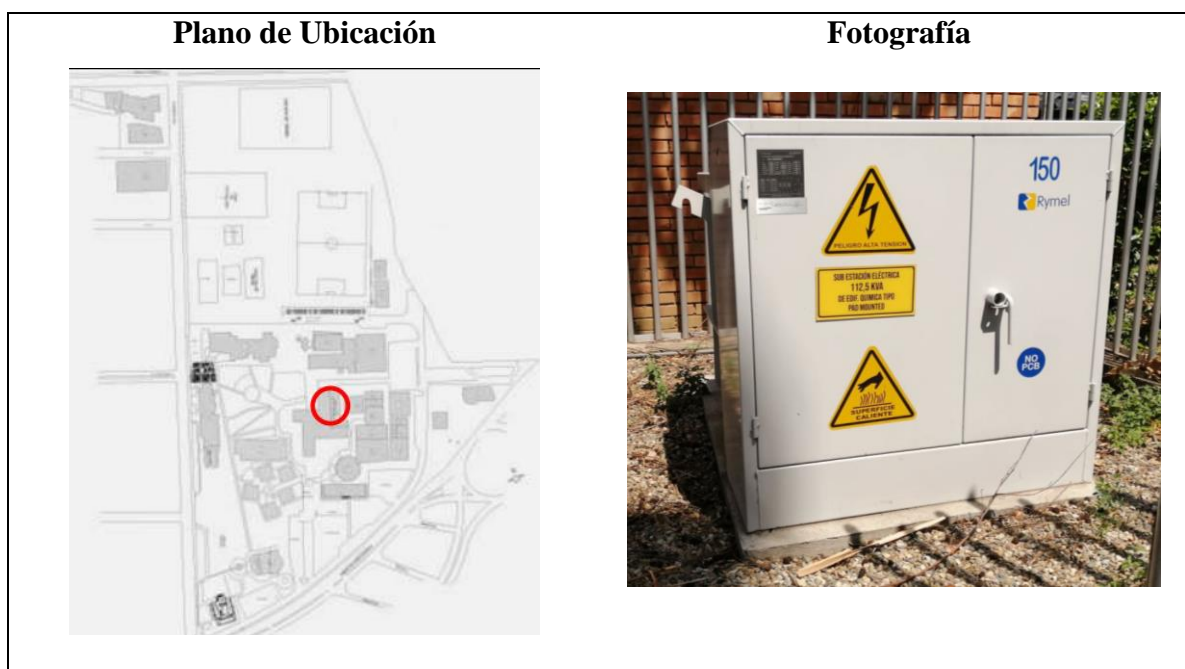 Plano de Ubicación
Fotografía
150
Rymel
PELIGRO ALTA TENSION
SUB ESTACIÓN ELÉCTRICA
112,5 KVA
DE EDIF. QUIMICA TIPO
PAD MOUNTED
NO
PCB
SUPERFICIE
CALIENTE